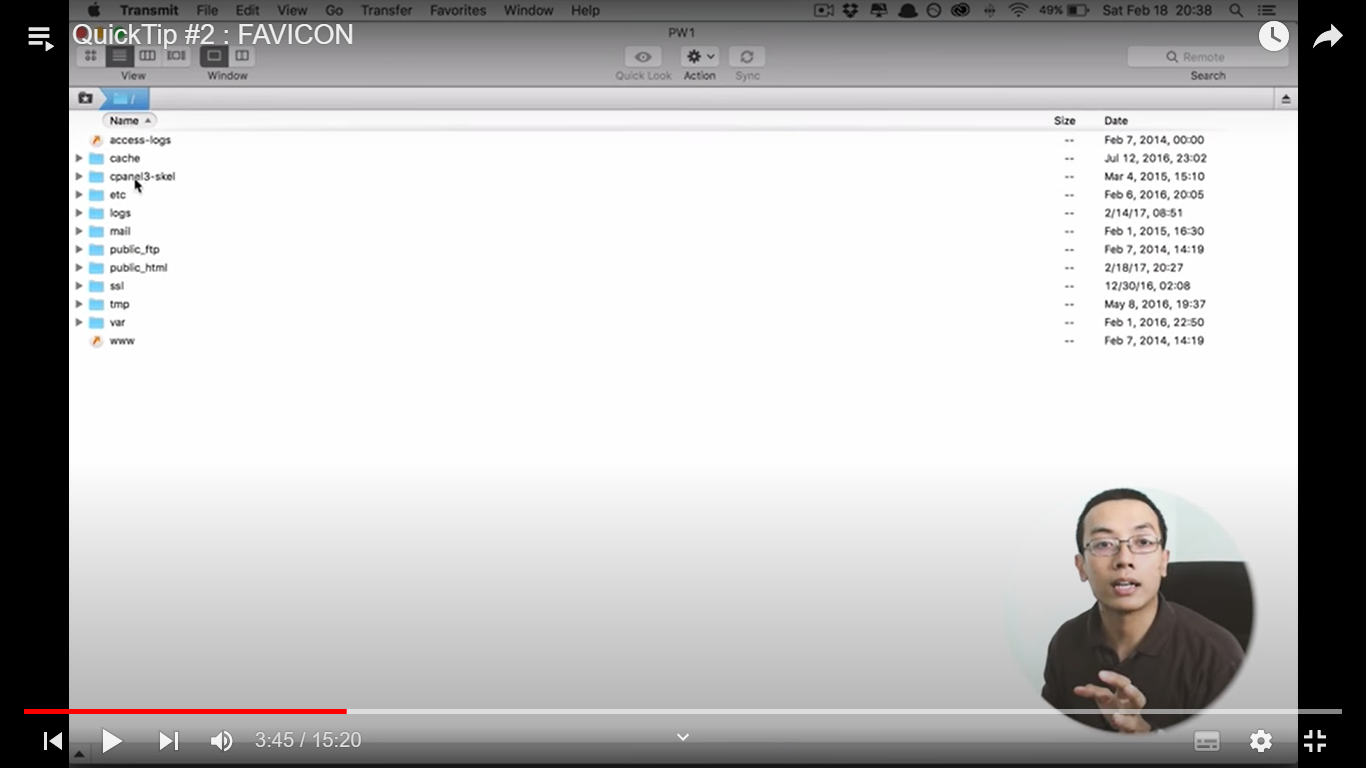 Transmit File Edit View Go Transfer Favorites Window Help 49% Sat Feb 18 20:38
QuickTip #2 : FAVICON
PW1
Remote
View Window Quick Look Action Sync Search
/
Name Size Date
access-logs -- Feb 7, 2014, 00:00
cache -- Jul 12, 2016, 23:02
cpanel3-skel -- Mar 4, 2015, 15:10
etc -- Feb 6, 2016, 20:05
logs -- 2/14/17, 08:51
mail -- Feb 1, 2015, 16:30
public_ftp -- Feb 7, 2014, 14:19
public_html -- 2/18/17, 20:27
ssl -- 12/30/16, 02:08
tmp -- May 8, 2016, 19:37
var -- Feb 1, 2016, 22:50
www -- Feb 7, 2014, 14:19
3:45 / 15:20